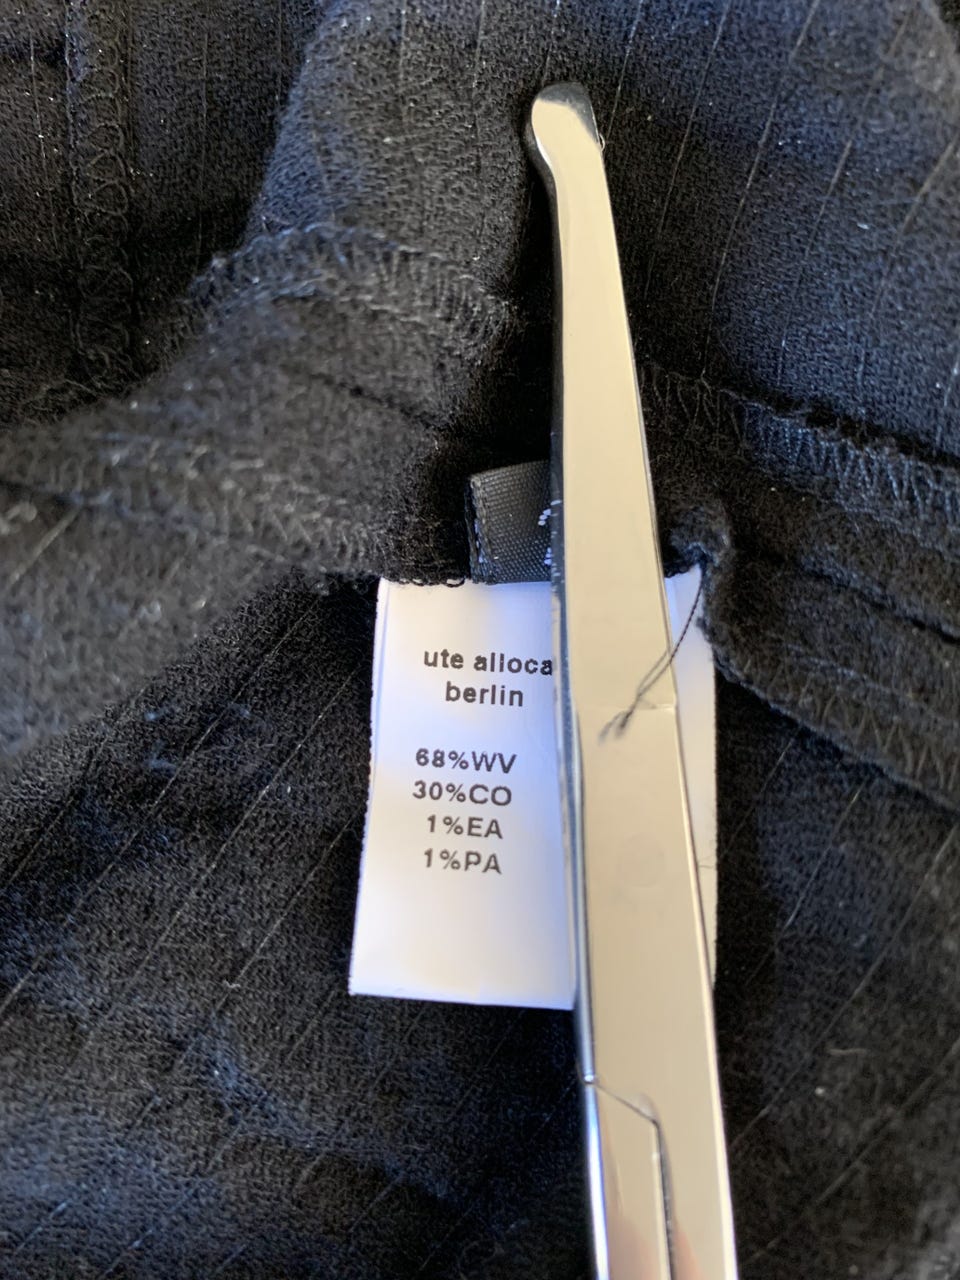 ute alloca
berlin
68%WV
30%CO
1%EA
1%PA